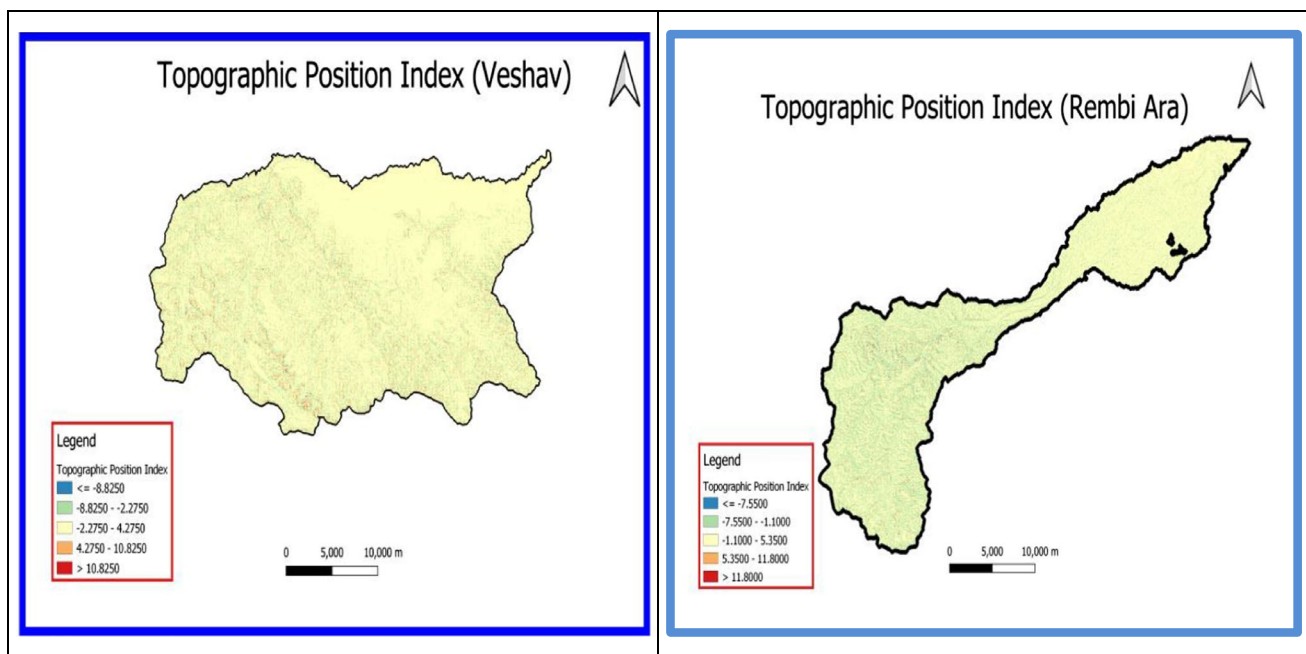 Topographic Position Index (Veshav)
Legend
Topographic Position Index
<= -8.8250
-8.8250 - -2.2750
-2.2750 - 4.2750
4.2750 - 10.8250
> 10.8250
0 5,000 10,000 m
Topographic Position Index (Rembi Ara)
Legend
Topographic Position Index
<= -7.5500
-7.5500 - -1.1000
-1.1000 - 5.3500
5.3500 - 11.8000
> 11.8000
0 5,000 10,000 m